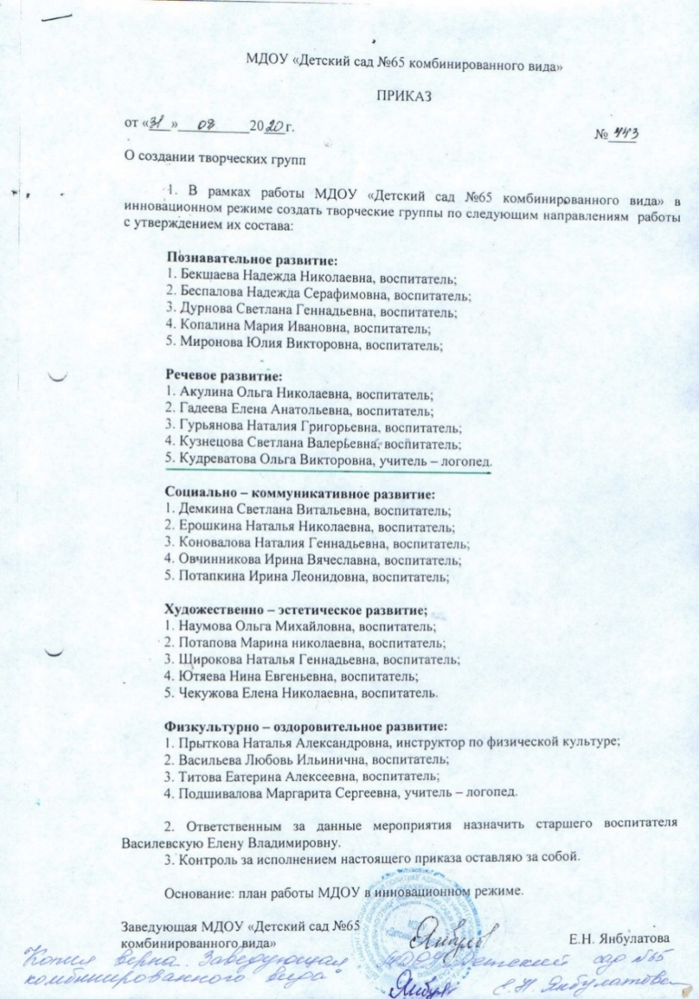 МДОУ «Детский сад №65 комбинированного вида»
ПРИКАЗ
от «31» 08 2020 г.
№ 443
О создании творческих групп
1. В рамках работы МДОУ «Детский сад №65 комбинированного вида» в
инновационном режиме создать творческие группы по следующим направлениям работы
с утверждением их состава:
Познавательное развитие:
1. Бекшаева Надежда Николаевна, воспитатель;
2. Беспалова Надежда Серафимовна, воспитатель;
3. Дурнова Светлана Геннадьевна, воспитатель;
4. Копалина Мария Ивановна, воспитатель;
5. Миронова Юлия Викторовна, воспитатель;
Речевое развитие:
1. Акулина Ольга Николаевна, воспитатель;
2. Гадеева Елена Анатольевна, воспитатель;
3. Гурьянова Наталия Григорьевна, воспитатель;
4. Кузнецова Светлана Валерьевна, воспитатель;
5. Кудреватова Ольга Викторовна, учитель – логопед.
Социально – коммуникативное развитие:
1. Демкина Светлана Витальевна, воспитатель;
2. Ерошкина Наталья Николаевна, воспитатель;
3. Коновалова Наталия Геннадьевна, воспитатель;
4. Овчинникова Ирина Вячеславна, воспитатель;
5. Потапкина Ирина Леонидовна, воспитатель;
Художественно – эстетическое развитие;
1. Наумова Ольга Михайловна, воспитатель;
2. Потапова Марина николаевна, воспитатель;
3. Щирокова Наталья Геннадьевна, воспитатель;
4. Ютяева Нина Евгеньевна, воспитатель;
5. Чекужова Елена Николаевна, воспитатель.
Физкультурно – оздоровительное развитие:
1. Прыткова Наталья Александровна, инструктор по физической культуре;
2. Васильева Любовь Ильинична, воспитатель;
3. Титова Еатерина Алексеевна, воспитатель;
4. Подшивалова Маргарита Сергеевна, учитель – логопед.
2. Ответственным за данные мероприятия назначить старшего воспитателя
Василевскую Елену Владимировну.
3. Контроль за исполнением настоящего приказа оставляю за собой.
Основание: план работы МДОУ в инновационном режиме.
Заведующая МДОУ «Детский сад №65
комбинированного вида»
Е.Н. Янбулатова
Копия верна. Заведующая МДОУ "Детский сад №65
комбинированного вида" Е.Н. Янбулатова